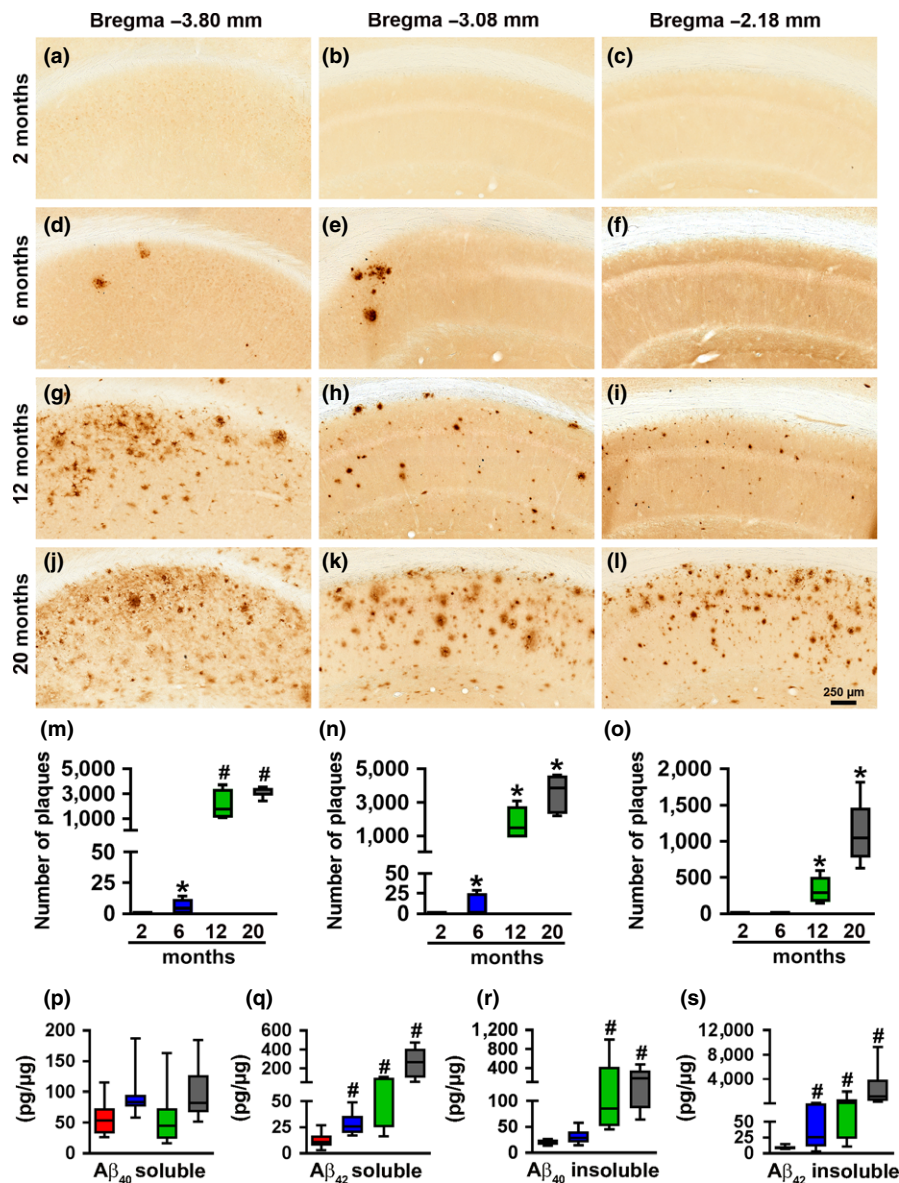 Bregma –3.80 mm
Bregma –3.08 mm
Bregma –2.18 mm
2 months
(a)
(b)
(c)
6 months
(d)
(e)
(f)
12 months
(g)
(h)
(i)
20 months
(j)
(k)
(l)
250 µm
(m)
Number of plaques
5,000
3,000
1,000
50
25
0
*
#
#
2 6 12 20
months
(n)
Number of plaques
5,000
3,000
1,000
50
25
0
*
*
*
2 6 12 20
months
(o)
Number of plaques
2,000
1,500
1,000
500
0
*
*
2 6 12 20
months
(p)
(pg/µg)
200
150
100
50
0
Aβ40 soluble
(q)
(pg/µg)
600
400
200
100
50
0
#
#
#
Aβ42 soluble
(r)
(pg/µg)
1,200
800
400
100
50
0
#
#
Aβ40 insoluble
(s)
(pg/µg)
12,000
4,000
50
25
0
#
#
#
Aβ42 insoluble